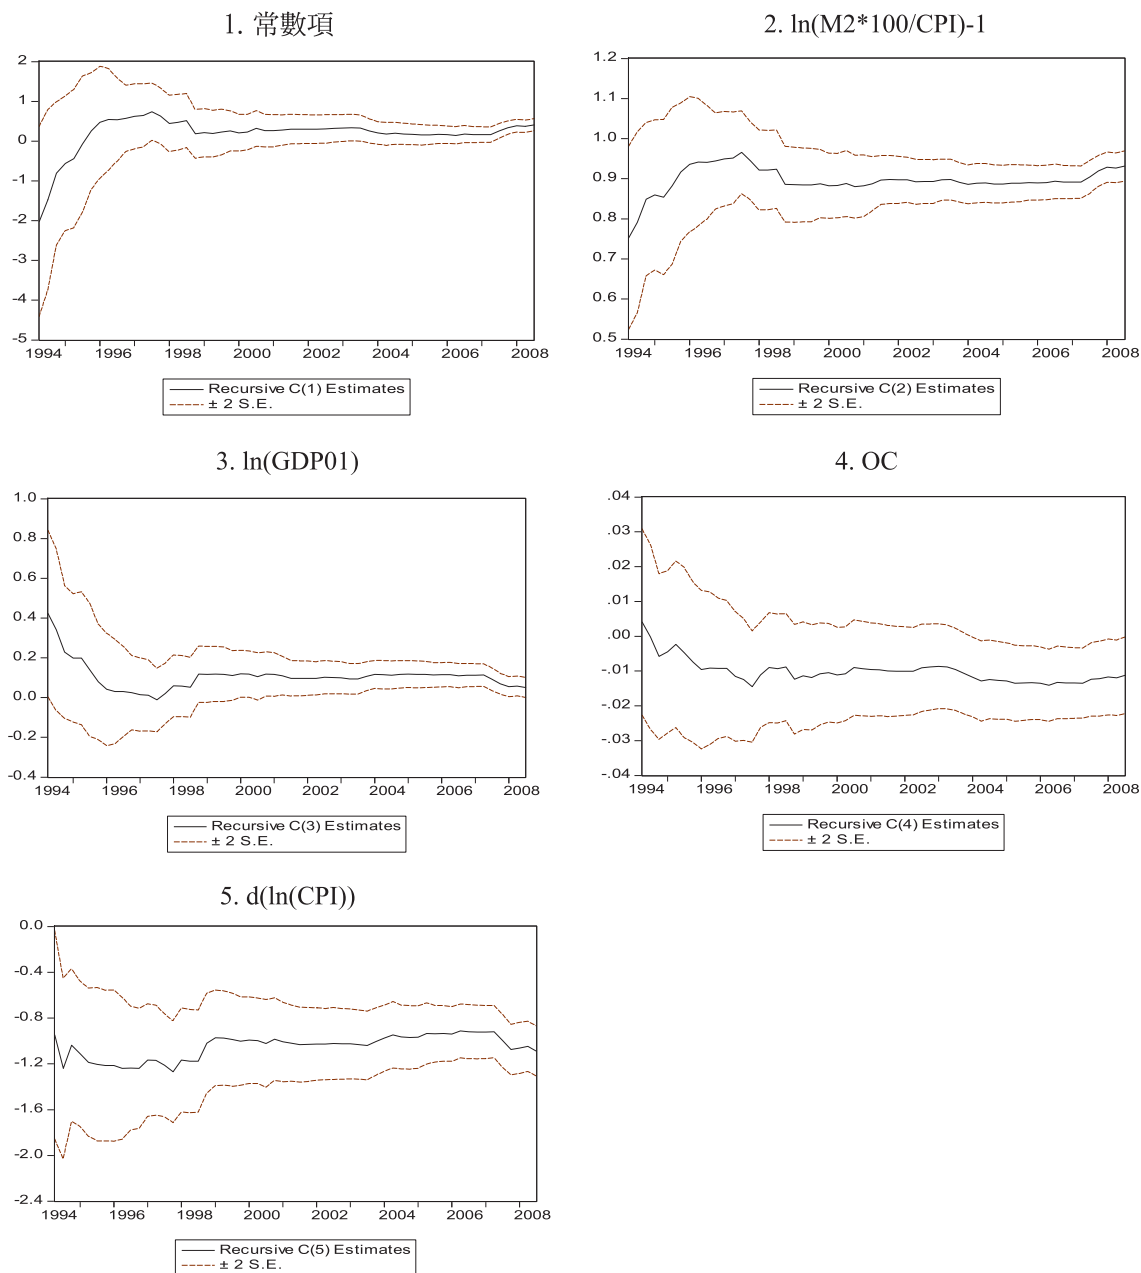 1. 常數項
2
1
0
-1
-2
-3
-4
-5
1994 1996 1998 2000 2002 2004 2006 2008
Recursive C(1) Estimates
± 2 S.E.
2. ln(M2*100/CPI)-1
1.2
1.1
1.0
0.9
0.8
0.7
0.6
0.5
1994 1996 1998 2000 2002 2004 2006 2008
Recursive C(2) Estimates
± 2 S.E.
3. ln(GDP01)
1.0
0.8
0.6
0.4
0.2
0.0
-0.2
-0.4
1994 1996 1998 2000 2002 2004 2006 2008
Recursive C(3) Estimates
± 2 S.E.
4. OC
.04
.03
.02
.01
.00
-.01
-.02
-.03
-.04
1994 1996 1998 2000 2002 2004 2006 2008
Recursive C(4) Estimates
± 2 S.E.
5. d(ln(CPI))
0.0
-0.4
-0.8
-1.2
-1.6
-2.0
-2.4
1994 1996 1998 2000 2002 2004 2006 2008
Recursive C(5) Estimates
± 2 S.E.